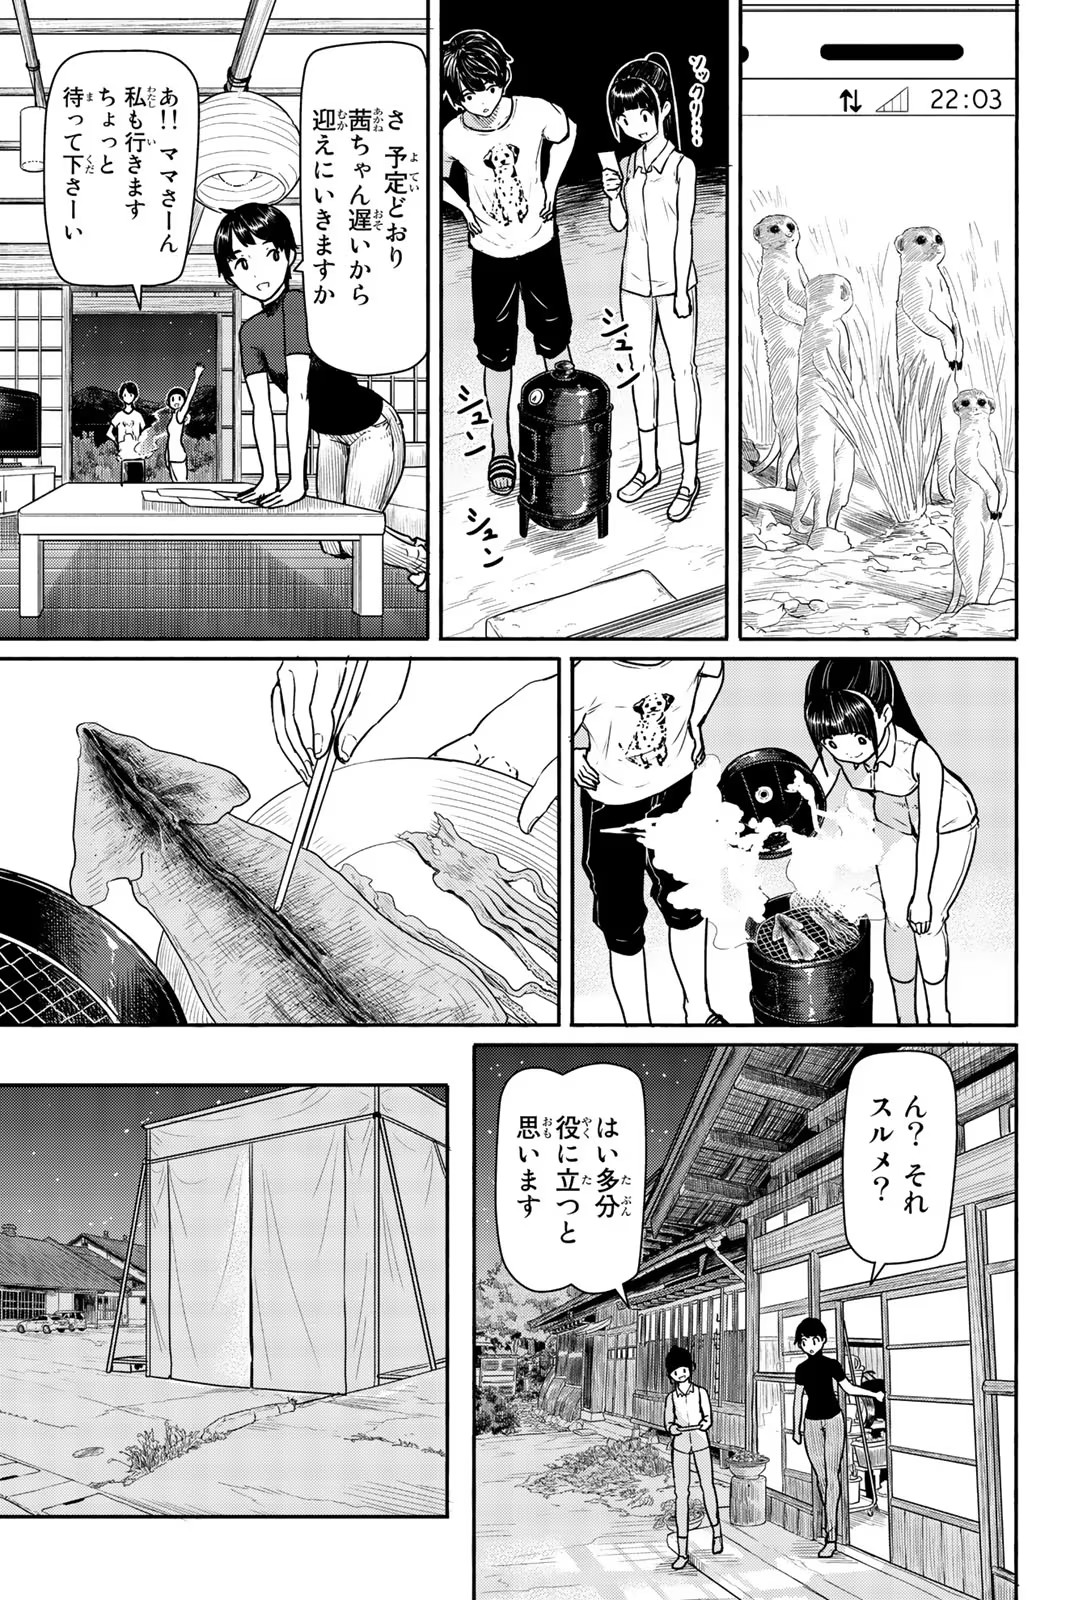 22:03
ソックリ…
シュン
シュン
シュン
さ 予定どおり
茜ちゃん遅いから
迎えにいきますか
あ!! ママさーん
私も行きます
ちょっと
待って下さーい
ん? それ
スルメ?
はい多分
役に立つと
思います